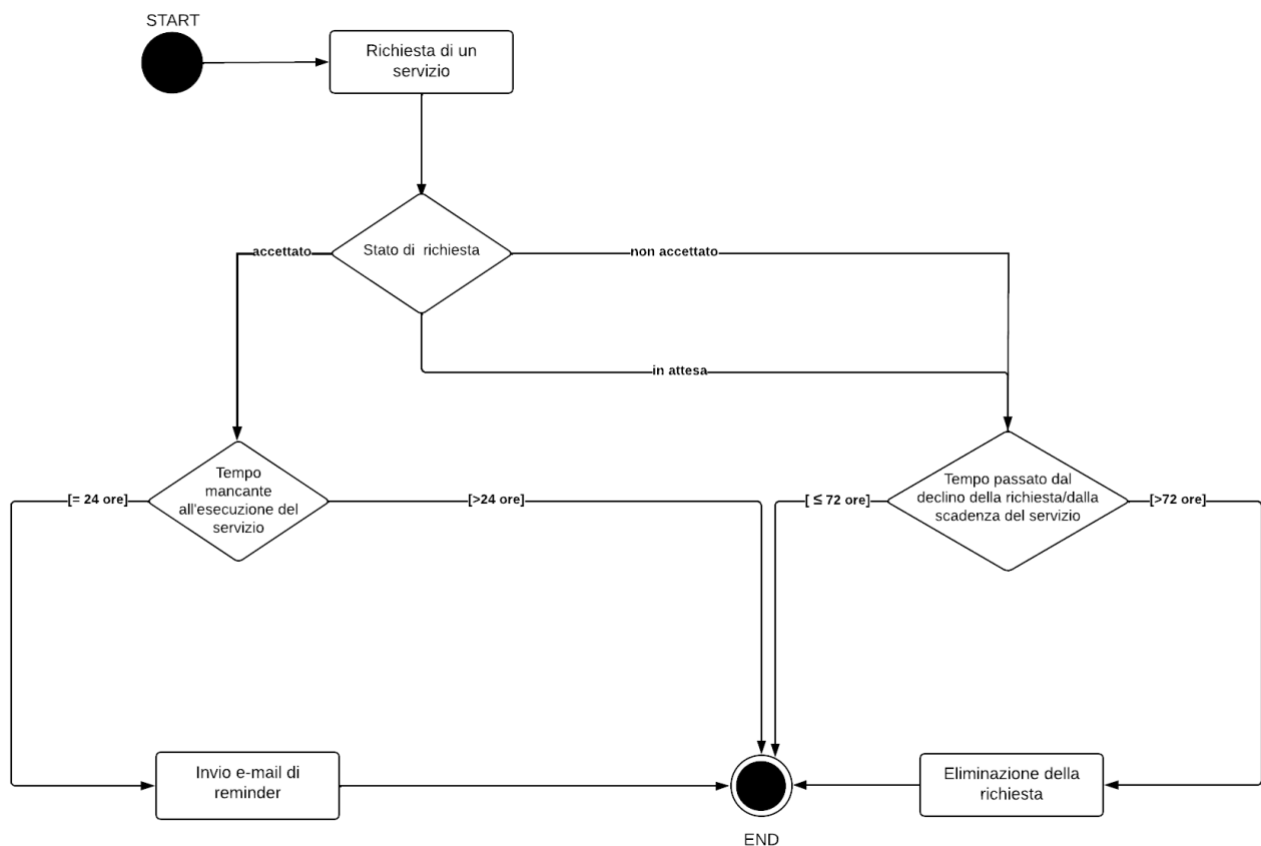 START
Richiesta di un
servizio
accettato
Stato di richiesta
non accettato
in attesa
Tempo
mancante
all'esecuzione del
servizio
[= 24 ore]
[>24 ore]
Tempo passato dal
declino della richiesta/dalla
scadenza del servizio
[ ≤ 72 ore]
[>72 ore]
Invio e-mail di
reminder
Eliminazione della
richiesta
END